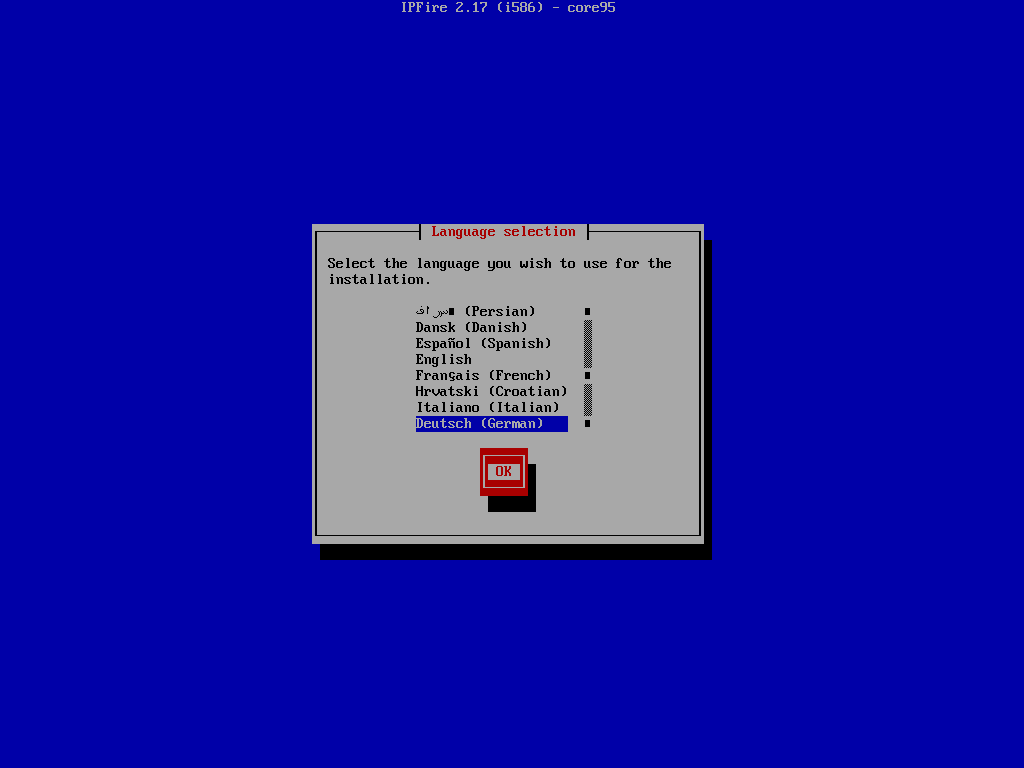 IPFire 2.17 (i586) - core95
Language selection
Select the language you wish to use for the
installation.
(Persian)
Dansk (Danish)
Español (Spanish)
English
Français (French)
Hrvatski (Croatian)
Italiano (Italian)
Deutsch (German)
OK